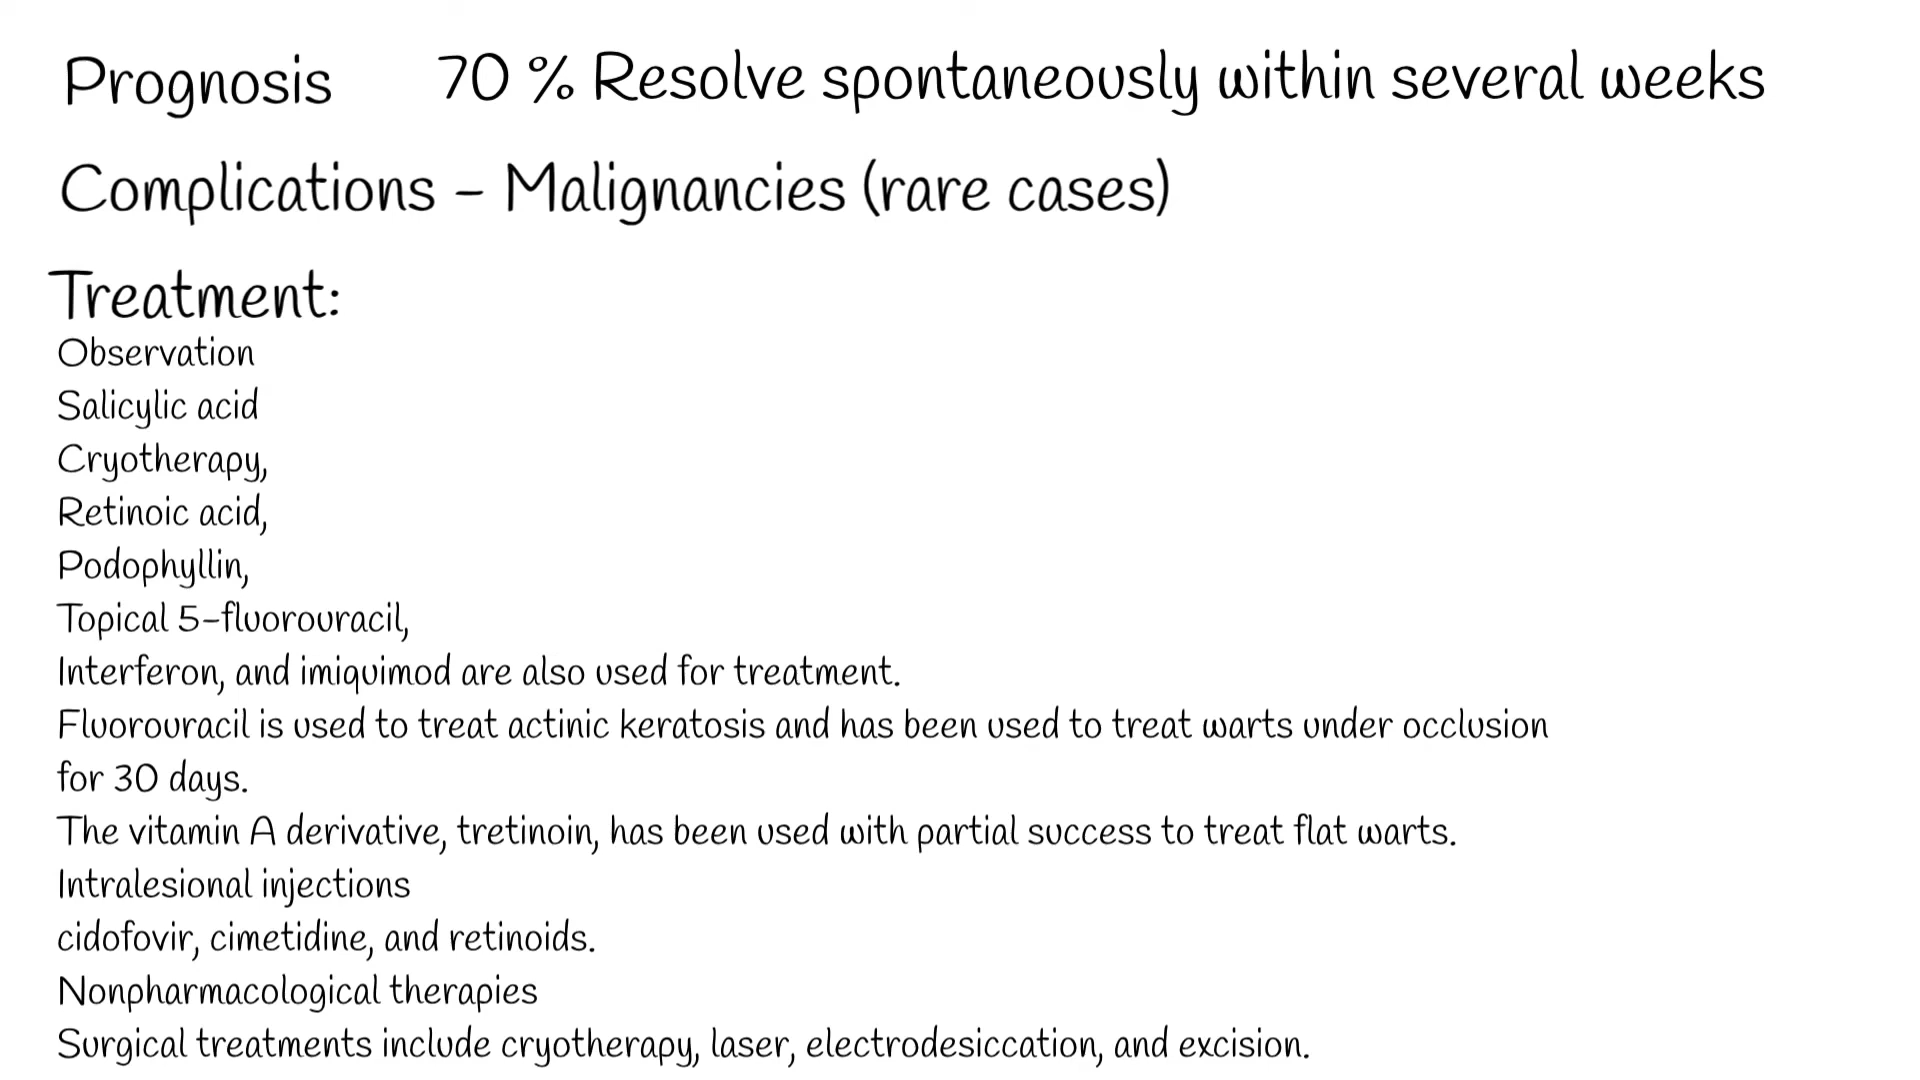 Prognosis 70 % Resolve spontaneously within several weeks
Complications - Malignancies (rare cases)
Treatment:
Observation
Salicylic acid
Cryotherapy,
Retinoic acid,
Podophyllin,
Topical 5-fluorouracil,
Interferon, and imiquimod are also used for treatment.
Fluorouracil is used to treat actinic keratosis and has been used to treat warts under occlusion
for 30 days.
The vitamin A derivative, tretinoin, has been used with partial success to treat flat warts.
Intralesional injections
cidofovir, cimetidine, and retinoids.
Nonpharmacological therapies
Surgical treatments include cryotherapy, laser, electrodesiccation, and excision.